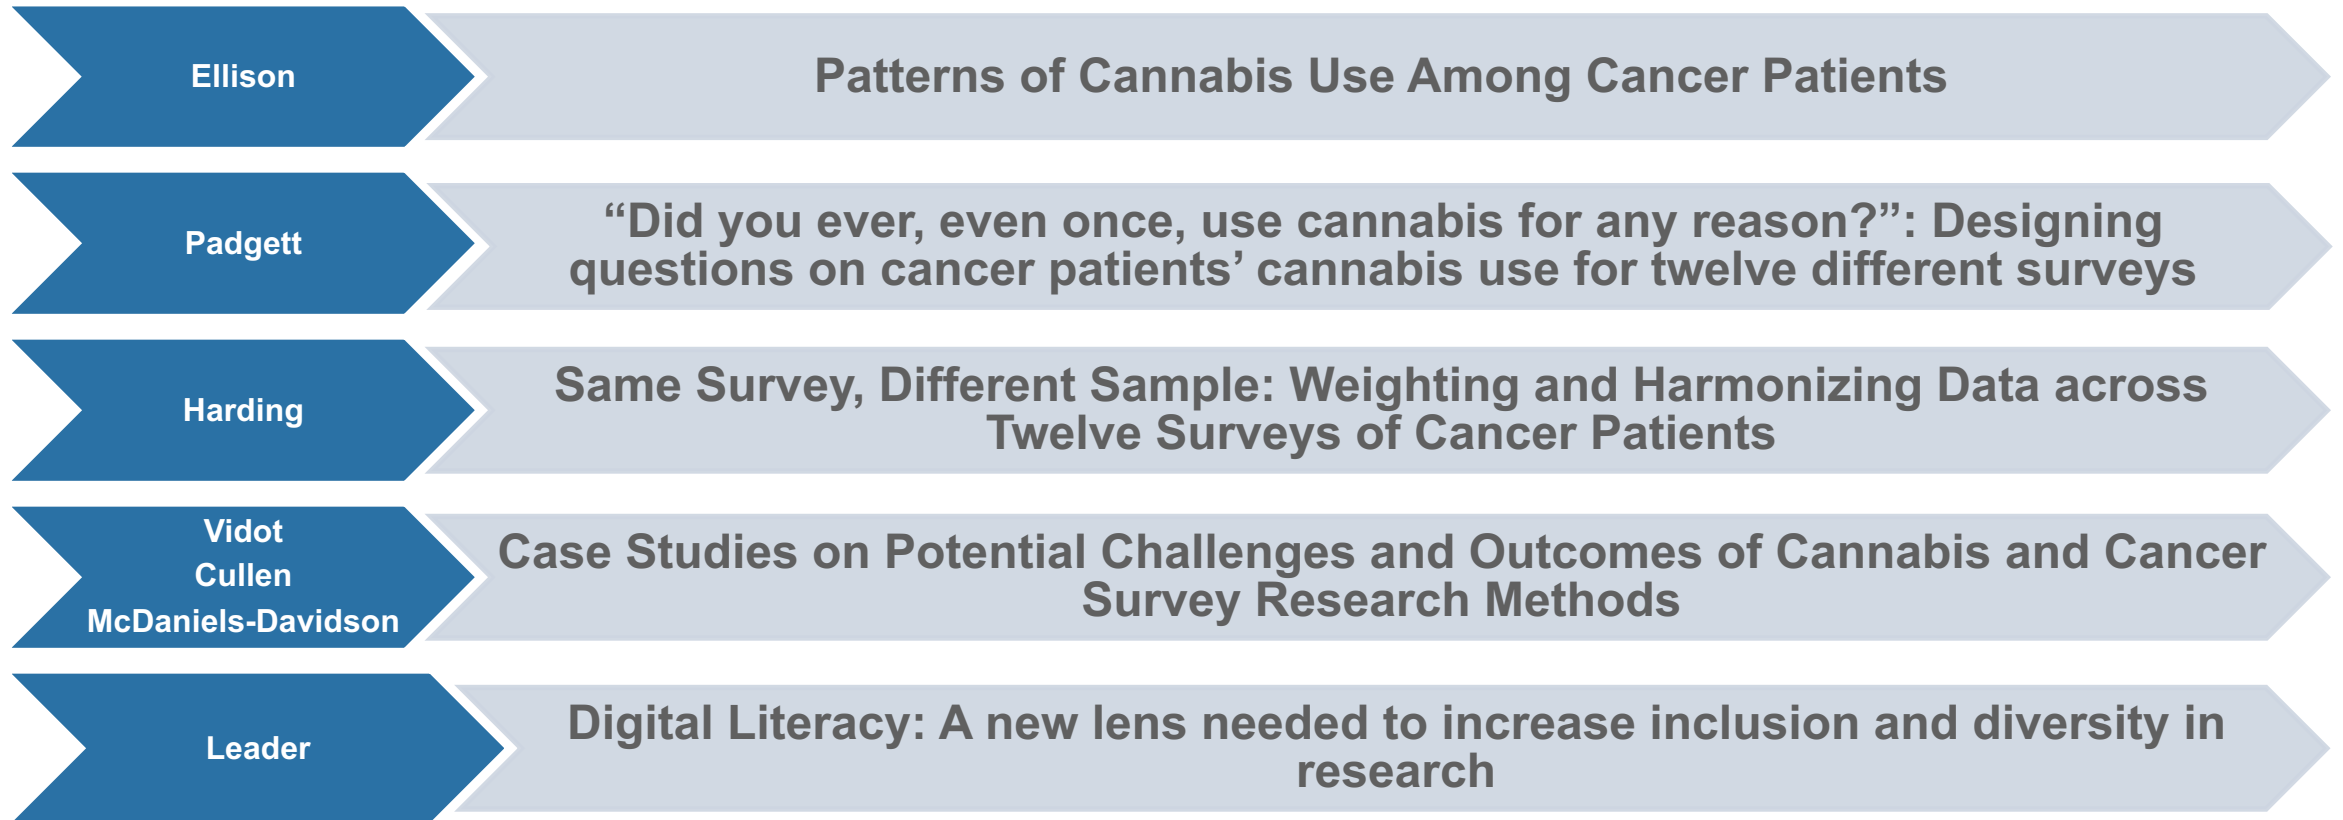 Ellison
Patterns of Cannabis Use Among Cancer Patients
Padgett
“Did you ever, even once, use cannabis for any reason?”: Designing
questions on cancer patients’ cannabis use for twelve different surveys
Harding
Same Survey, Different Sample: Weighting and Harmonizing Data across
Twelve Surveys of Cancer Patients
Vidot
Cullen
McDaniels-Davidson
Case Studies on Potential Challenges and Outcomes of Cannabis and Cancer
Survey Research Methods
Leader
Digital Literacy: A new lens needed to increase inclusion and diversity in
research